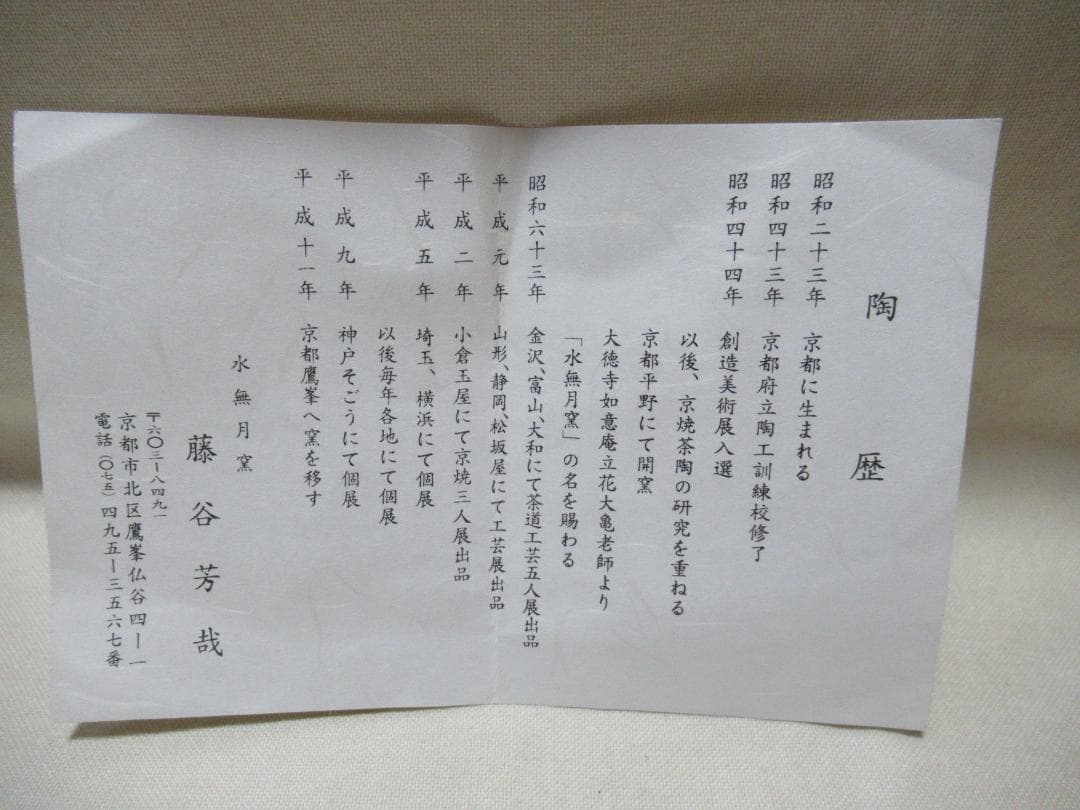 陶歴
昭和二十三年 京都に生まれる
昭和四十三年 京都府立陶工訓練校修了
昭和四十四年 創造美術展入選
以後、京焼茶陶の研究を重ねる
京都平野にて開窯
大徳寺如意庵立花大亀老師より
「水無月窯」の名を賜わる
昭和六十三年 金沢、富山、大和にて茶道工芸五人展出品
平成元年 山形、静岡、松坂屋にて工芸展出品
平成二年 小倉玉屋にて京焼三人展出品
平成五年 埼玉、横浜にて個展
以後毎年各地にて個展
平成九年 神戸そごうにて個展
平成十一年 京都鷹峯へ窯を移す
水無月窯
藤谷芳哉
〒六〇三ー八四九一
京都市北区鷹峯仏谷四ー一
電話(〇七五)四九五ー三五六七番